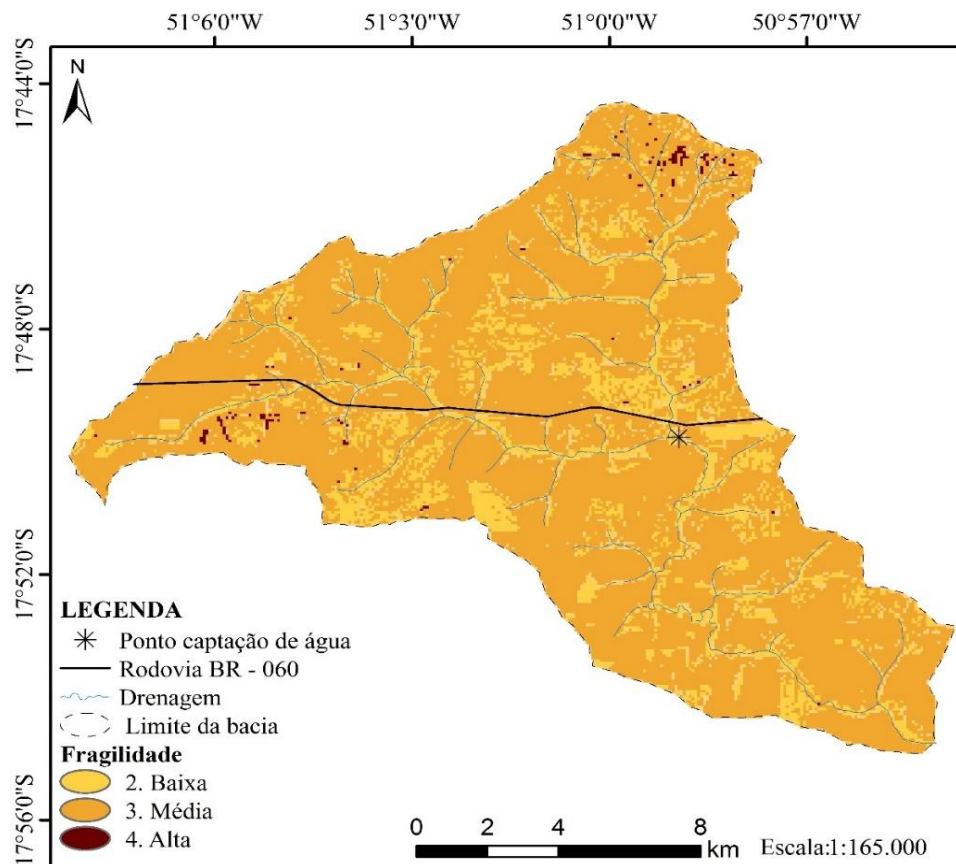 51°6'0"W 51°3'0"W 51°0'0"W 50°57'0"W
17°44'0"S
N
17°48'0"S
17°52'0"S
17°56'0"S
LEGENDA
Ponto captação de água
Rodovia BR - 060
Drenagem
Limite da bacia
Fragilidade
2. Baixa
3. Média
4. Alta
0 2 4 8
km
Escala:1:165.000